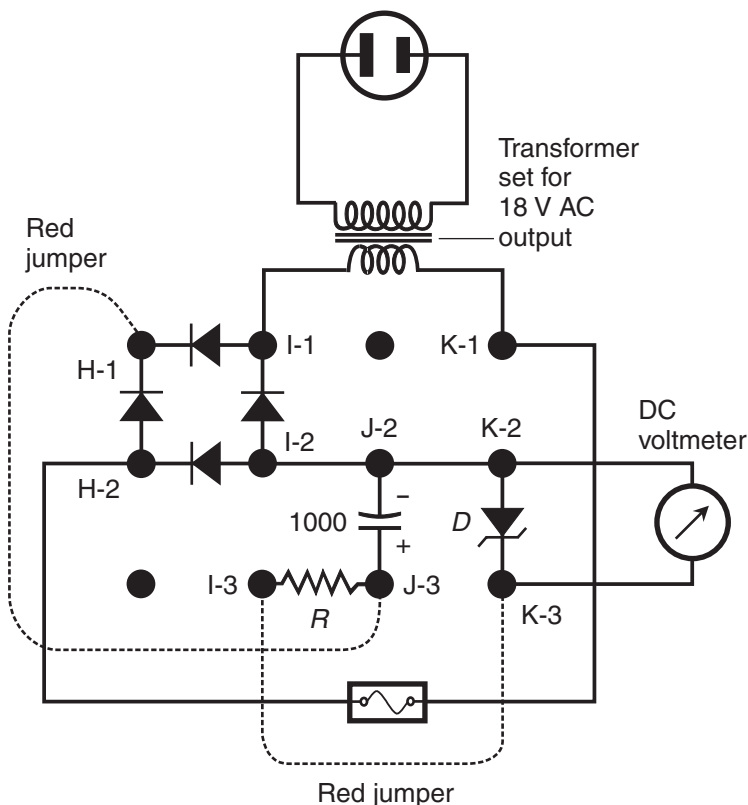 Transformer
set for
18 V AC
output
Red
jumper
I-1
K-1
H-1
DC
voltmeter
I-2
J-2
K-2
H-2
1000
−
+
D
I-3
J-3
R
K-3
Red jumper